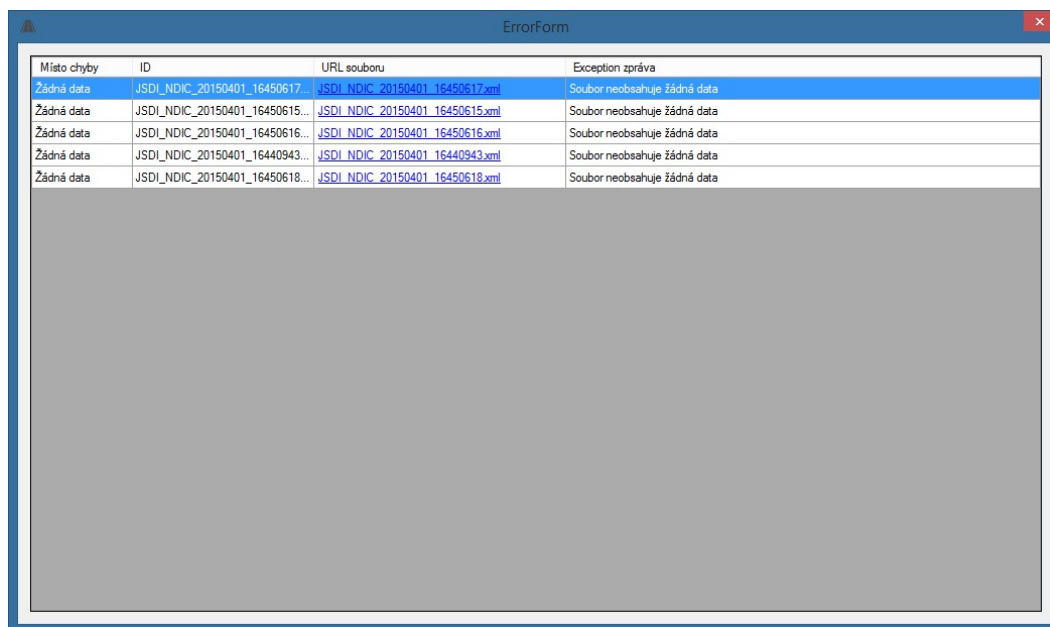 ErrorForm
Místo chyby ID URL souboru Exception zpráva
Žádná data JSDI_NDIC_20150401_16450617... JSDI_NDIC_20150401_16450617.xml Soubor neobsahuje žádná data
Žádná data JSDI_NDIC_20150401_16450615... JSDI_NDIC_20150401_16450615.xml Soubor neobsahuje žádná data
Žádná data JSDI_NDIC_20150401_16450616... JSDI_NDIC_20150401_16450616.xml Soubor neobsahuje žádná data
Žádná data JSDI_NDIC_20150401_16440943... JSDI_NDIC_20150401_16440943.xml Soubor neobsahuje žádná data
Žádná data JSDI_NDIC_20150401_16450618... JSDI_NDIC_20150401_16450618.xml Soubor neobsahuje žádná data